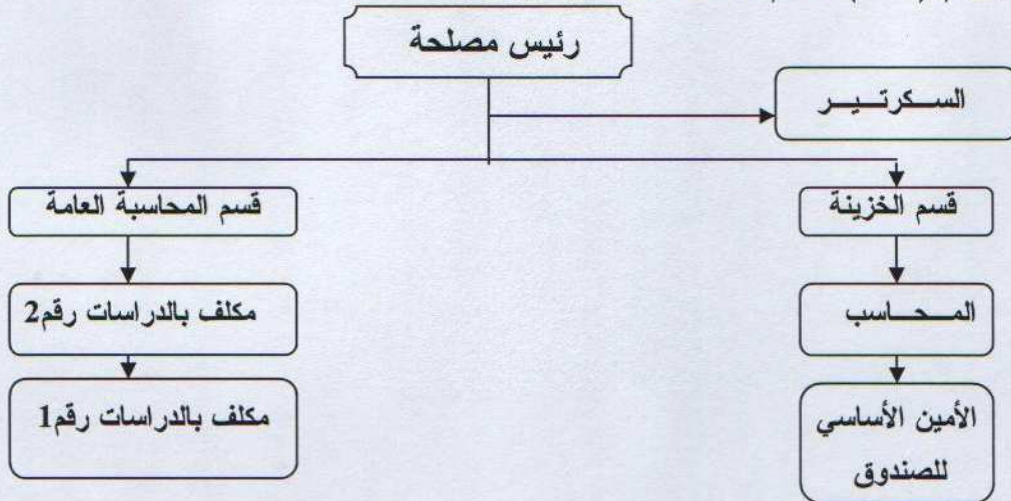 رئيس مصلحة
السكرتير
قسم الخزينة
قسم المحاسبة العامة
المحاسب
مكلف بالدراسات رقم2
الأمين الأساسي
للصندوق
مكلف بالدراسات رقم1